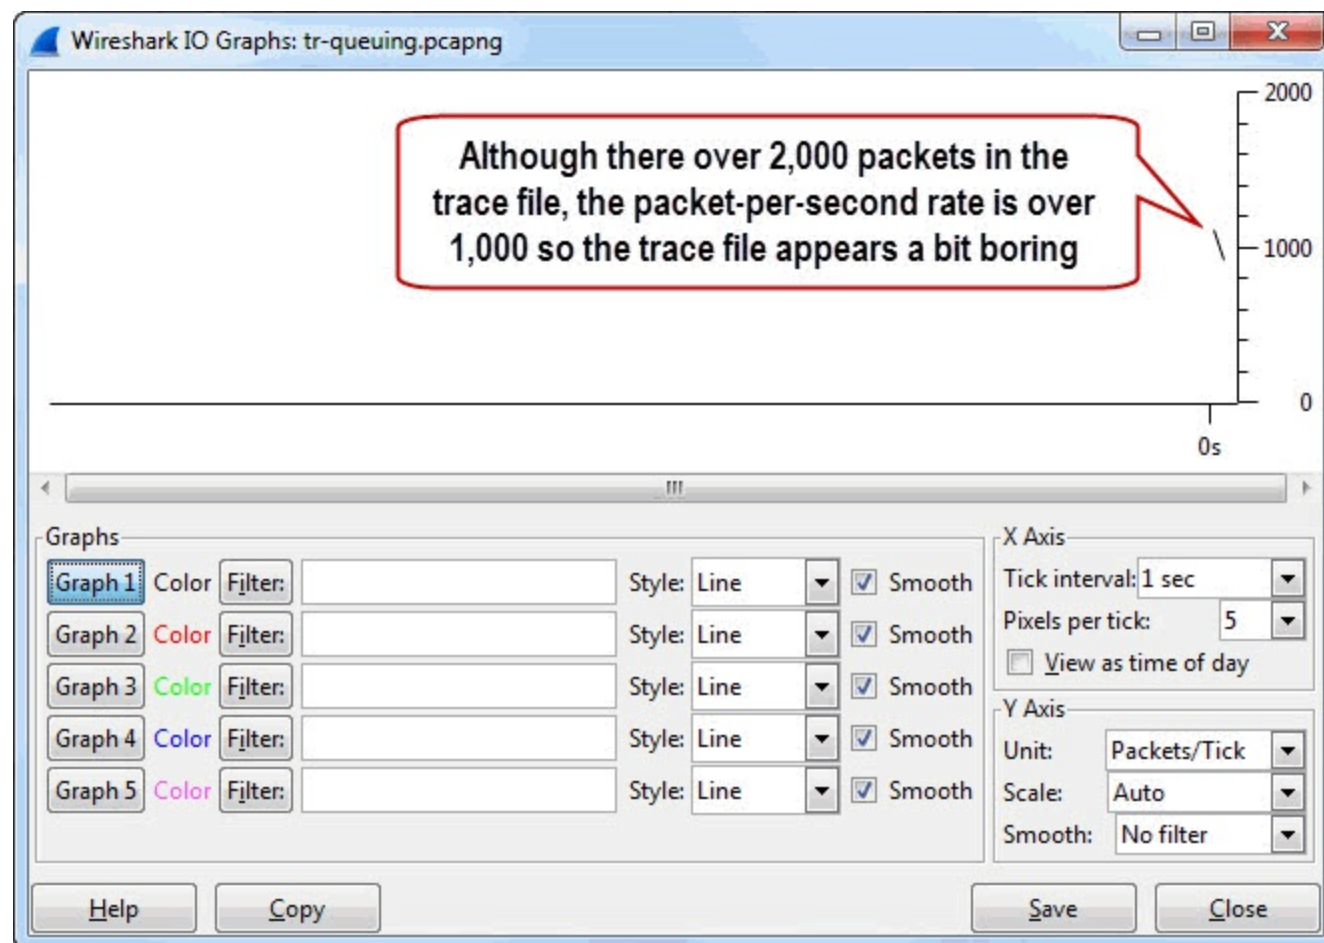 Wireshark IO Graphs: tr-queuing.pcapng
2000
Although there over 2,000 packets in the
trace file, the packet-per-second rate is over
1,000 so the trace file appears a bit boring
1000
0
0s
Graphs
Graph 1 Color Filter: Style: Line Smooth
Graph 2 Color Filter: Style: Line Smooth
Graph 3 Color Filter: Style: Line Smooth
Graph 4 Color Filter: Style: Line Smooth
Graph 5 Color Filter: Style: Line Smooth
X Axis
Tick interval: 1 sec
Pixels per tick: 5
View as time of day
Y Axis
Unit: Packets/Tick
Scale: Auto
Smooth: No filter
Help Copy Save Close